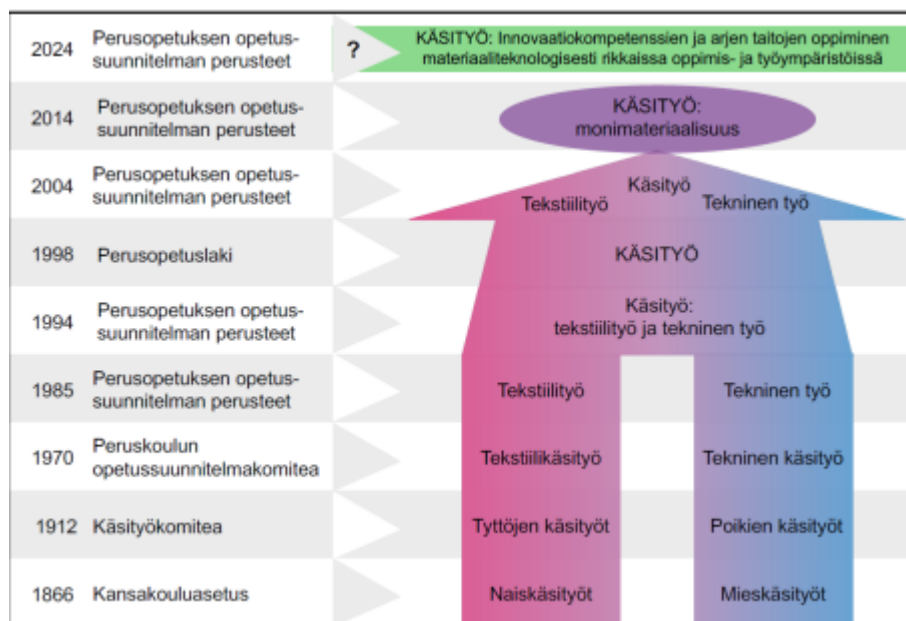 2024 Perusopetuksen opetus-
suunnitelman perusteet
?
KÄSITYÖ: Innovaatiokompetenssien ja arjen taitojen oppiminen
materiaaliteknologisesti rikkaissa oppimis- ja työympäristöissä
2014 Perusopetuksen opetus-
suunnitelman perusteet
KÄSITYÖ:
monimateriaalisuus
2004 Perusopetuksen opetus-
suunnitelman perusteet
Käsityö
Tekstiilityö Tekninen työ
1998 Perusopetuslaki
KÄSITYÖ
1994 Perusopetuksen opetus-
suunnitelman perusteet
Käsityö:
tekstiilityö ja tekninen työ
1985 Perusopetuksen opetus-
suunnitelman perusteet
Tekstiilityö Tekninen työ
1970 Peruskoulun
opetussuunnitelmakomitea
Tekstiilikäsityö Tekninen käsityö
1912 Käsityökomitea
Tyttöjen käsityöt Poikien käsityöt
1866 Kansakouluasetus
Naiskäsityöt Mieskäsityöt